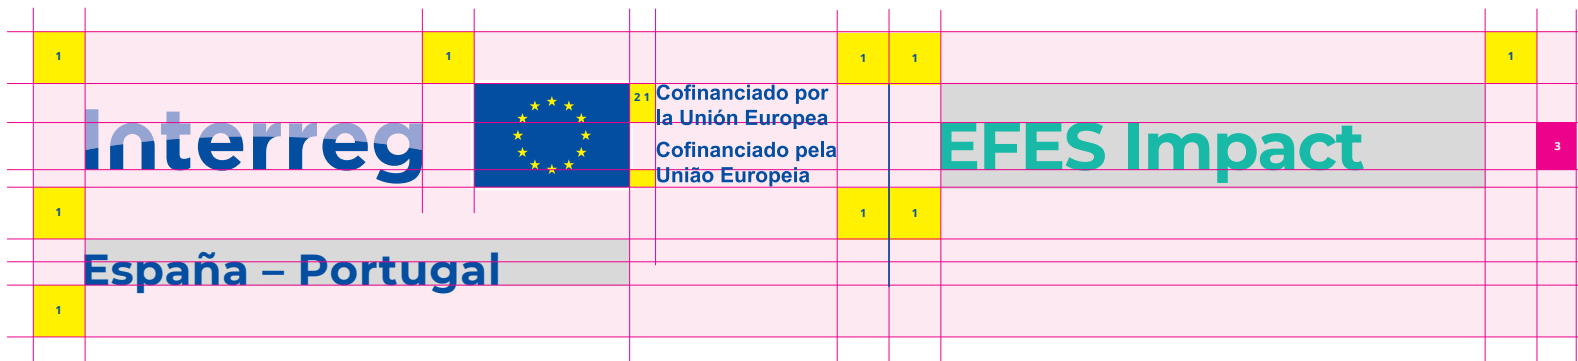 1
1
1
1
1
Interreg
2 1
Cofinanciado por
la Unión Europea
Cofinanciado pela
União Europeia
EFES Impact
3
1
1
1
España – Portugal
1